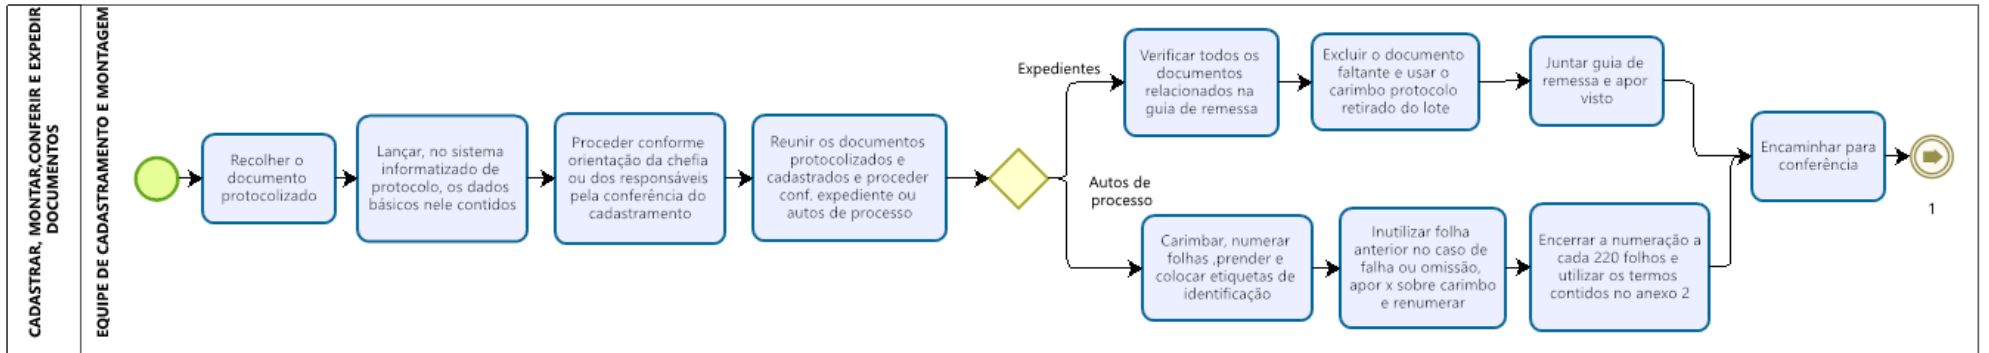 CADASTRAR, MONTAR,CONFERIR E EXPEDIR
DOCUMENTOS
EQUIPE DE CADASTRAMENTO E MONTAGEM
Recolher o
documento
protocolizado
Lançar, no sistema
informatizado de
protocolo, os dados
básicos nele contidos
Proceder conforme
orientação da chefia
ou dos responsáveis
pela conferência do
cadastramento
Reunir os documentos
protocolizados e
cadastrados e proceder
conf. expediente ou
autos de processo
Expedientes
Verificar todos os
documentos
relacionados na
guia de remessa
Excluir o documento
faltante e usar o
carimbo protocolo
retirado do lote
Juntar guia de
remessa e apor
visto
Autos de
processo
Carimbar, numerar
folhas ,prender e
colocar etiquetas de
identificação
Inutilizar folha
anterior no caso de
falha ou omissão,
apor x sobre carimbo
e renumerar
Encerrar a numeração a
cada 220 folhos e
utilizar os termos
contidos no anexo 2
Encaminhar para
conferência
1